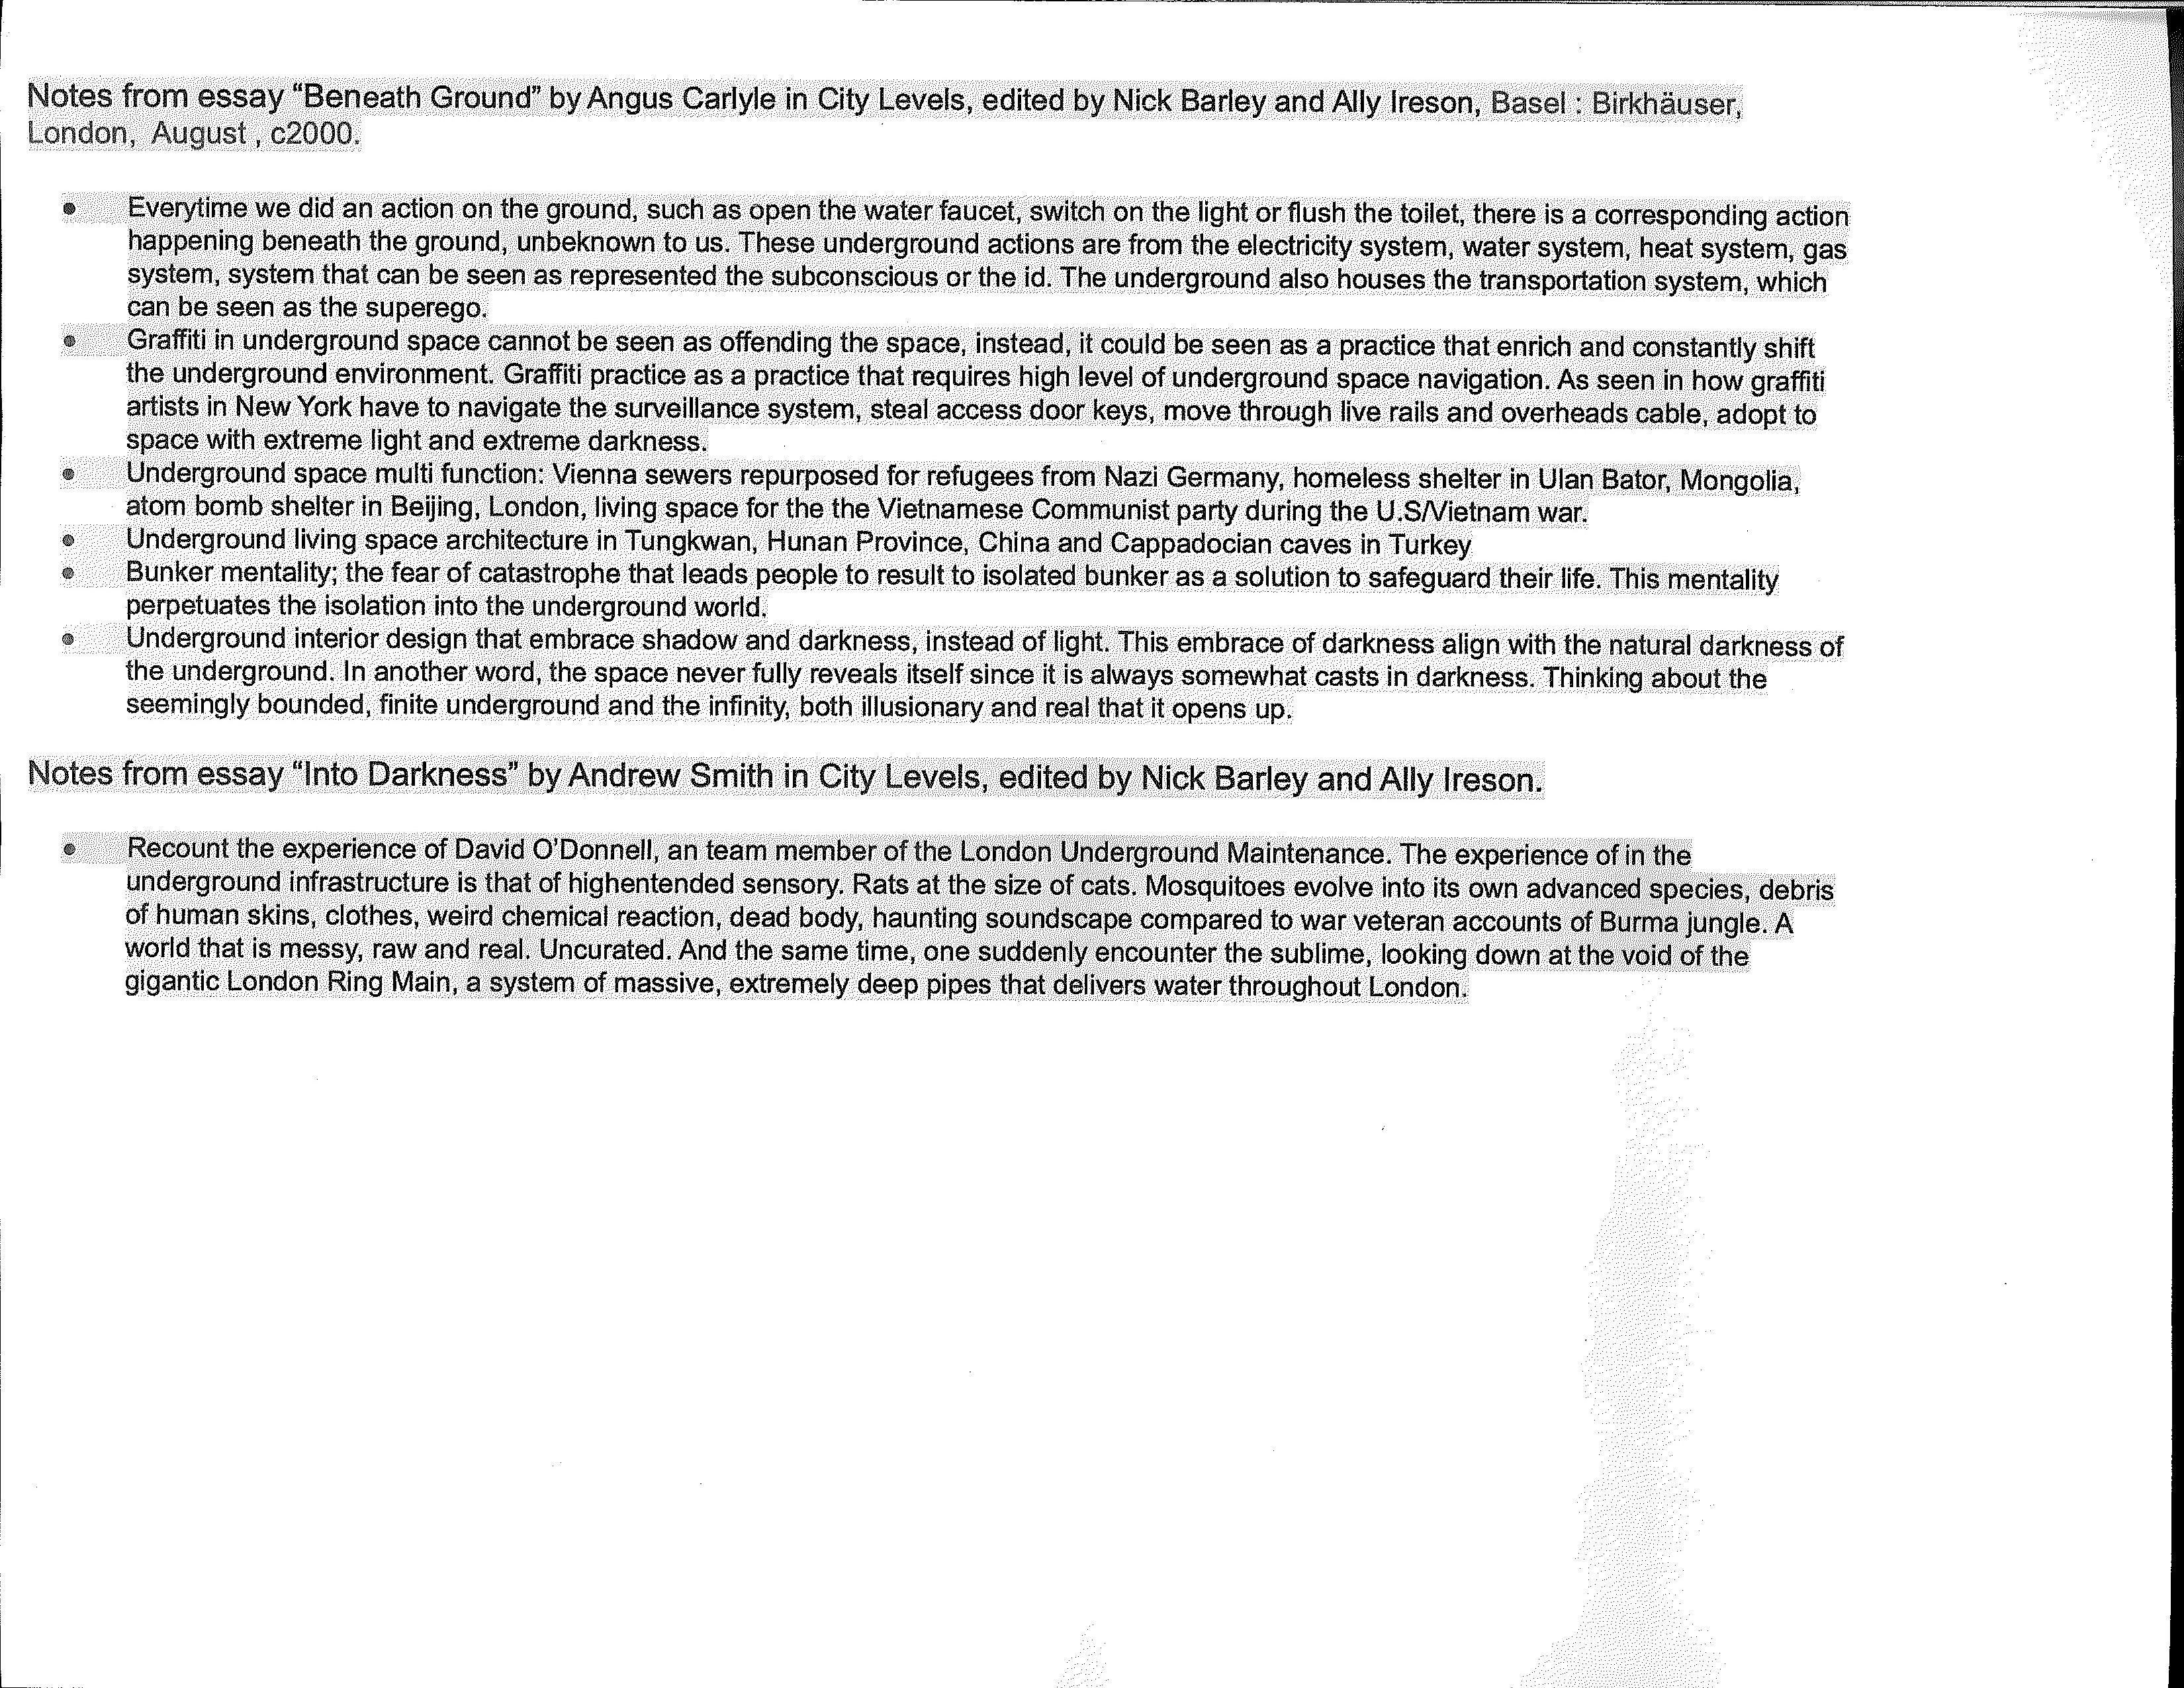 Notes from essay “Beneath Ground” by Angus Carlyle in City Levels, edited by Nick Barley and Ally Ireson, Basel : Birkhäuser,
London, August , c2000.
• Everytime we did an action on the ground, such as open the water faucet, switch on the light or flush the toilet, there is a corresponding action
happening beneath the ground, unbeknown to us. These underground actions are from the electricity system, water system, heat system, gas
system, system that can be seen as represented the subconscious or the id. The underground also houses the transportation system, which
can be seen as the superego.
• Graffiti in underground space cannot be seen as offending the space, instead, it could be seen as a practice that enrich and constantly shift
the underground environment. Graffiti practice as a practice that requires high level of underground space navigation. As seen in how graffiti
artists in New York have to navigate the surveillance system, steal access door keys, move through live rails and overheads cable, adopt to
space with extreme light and extreme darkness.
• Underground space multi function: Vienna sewers repurposed for refugees from Nazi Germany, homeless shelter in Ulan Bator, Mongolia,
atom bomb shelter in Beijing, London, living space for the the Vietnamese Communist party during the U.S/Vietnam war.
• Underground living space architecture in Tungkwan, Hunan Province, China and Cappadocian caves in Turkey
• Bunker mentality; the fear of catastrophe that leads people to result to isolated bunker as a solution to safeguard their life. This mentality
perpetuates the isolation into the underground world.
• Underground interior design that embrace shadow and darkness, instead of light. This embrace of darkness align with the natural darkness of
the underground. In another word, the space never fully reveals itself since it is always somewhat casts in darkness. Thinking about the
seemingly bounded, finite underground and the infinity, both illusionary and real that it opens up.
Notes from essay “Into Darkness” by Andrew Smith in City Levels, edited by Nick Barley and Ally Ireson.
• Recount the experience of David O’Donnell, an team member of the London Underground Maintenance. The experience of in the
underground infrastructure is that of highentended sensory. Rats at the size of cats. Mosquitoes evolve into its own advanced species, debris
of human skins, clothes, weird chemical reaction, dead body, haunting soundscape compared to war veteran accounts of Burma jungle. A
world that is messy, raw and real. Uncurated. And the same time, one suddenly encounter the sublime, looking down at the void of the
gigantic London Ring Main, a system of massive, extremely deep pipes that delivers water throughout London.